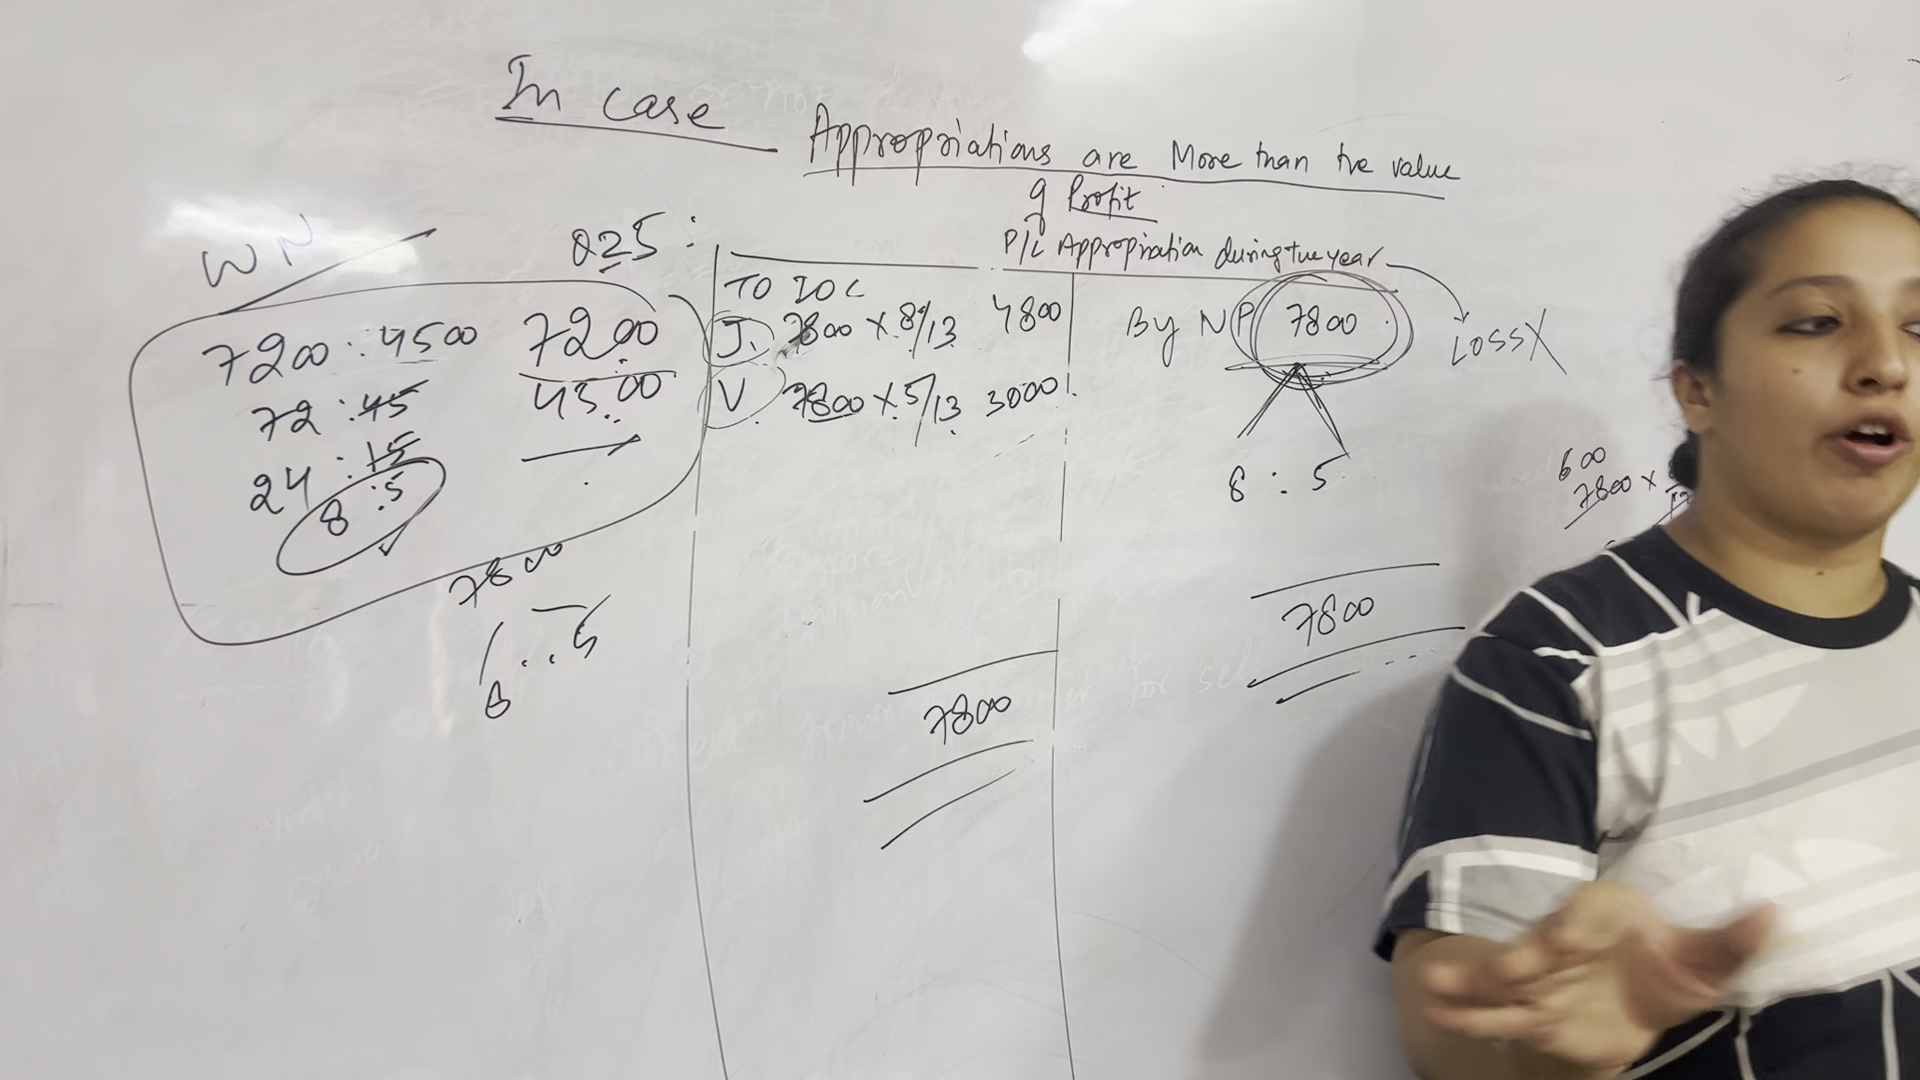 In case Appropriations are More than the value
of Profit
P/L Appropriation during the year
Loss X
WN
Q25:
7200 : 4500
72 : 45
24 : 15
8 : 5
7200
4500
TO IOC
J. 7800 X 8/13 4800
V 7800 X 5/13 3000
By NP 7800
8 : 5
600
7800 X
7800
8 : 5
7800
7800